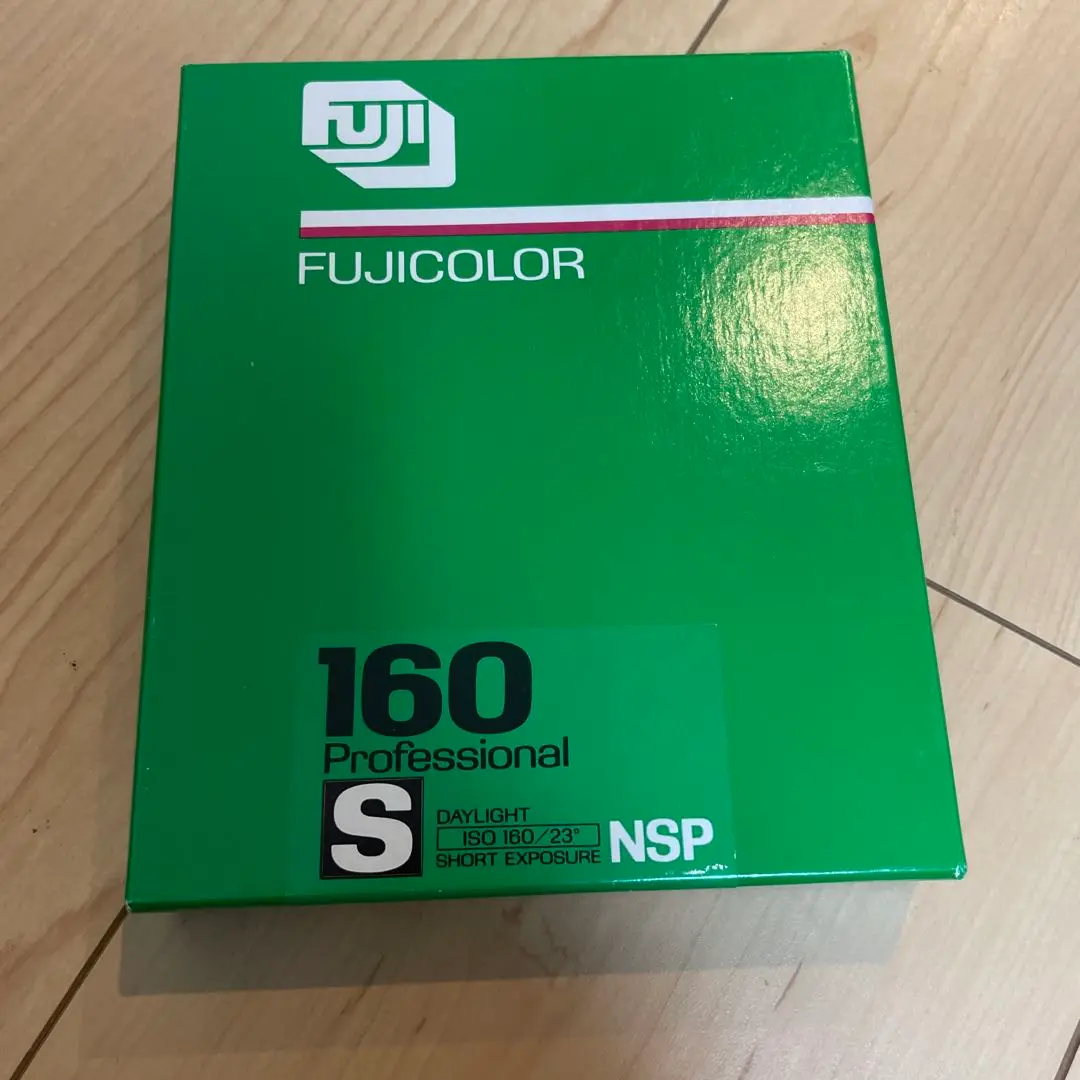 FUJI
FUJICOLOR
160
Professional
S
DAYLIGHT
ISO 160/23°
SHORT EXPOSURE
NSP